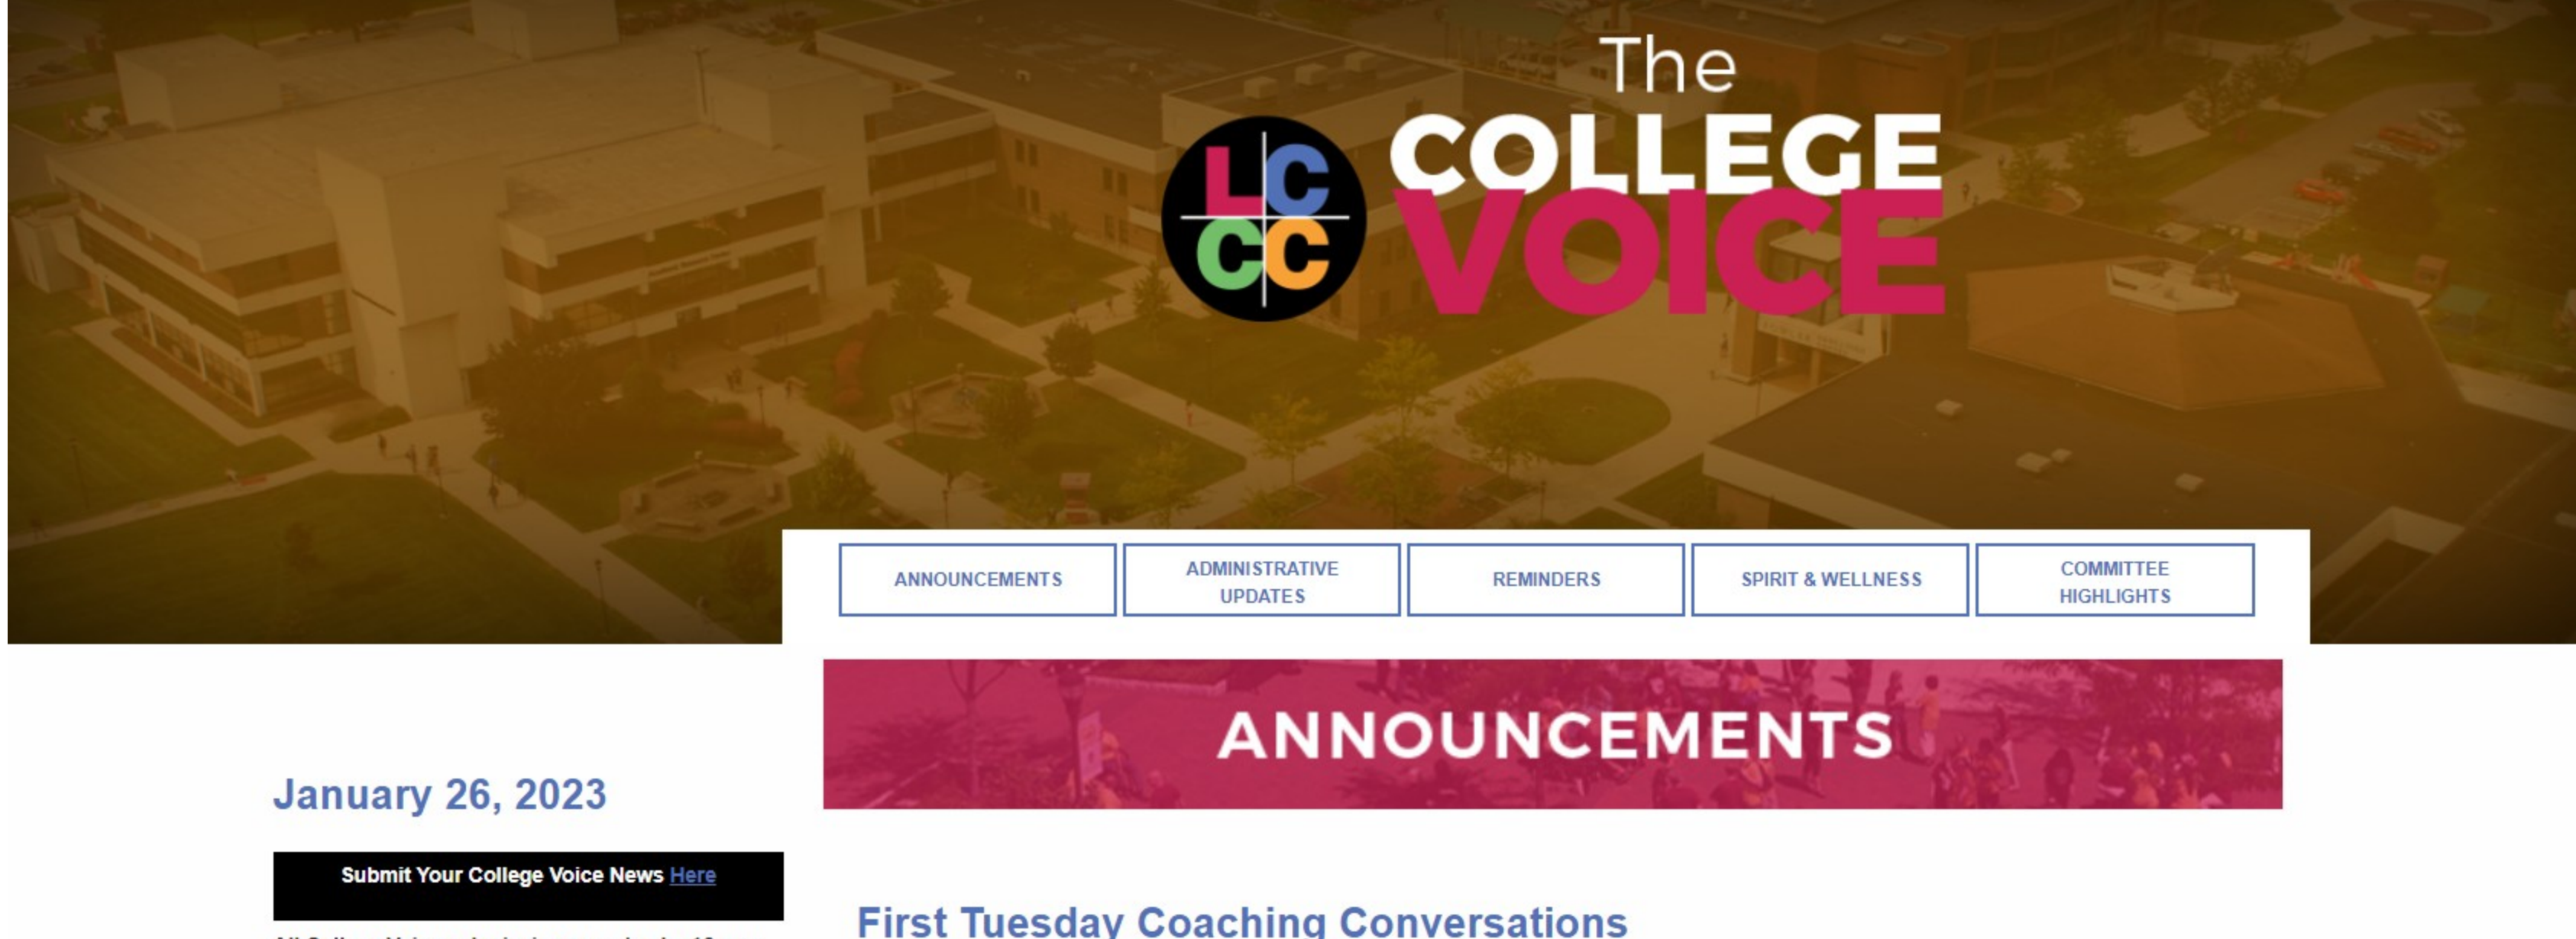 The
COLLEGE
VOICE
LC
CC
ANNOUNCEMENTS
ADMINISTRATIVE
UPDATES
REMINDERS
SPIRIT & WELLNESS
COMMITTEE
HIGHLIGHTS
ANNOUNCEMENTS
January 26, 2023
Submit Your College Voice News Here
First Tuesday Coaching Conversations